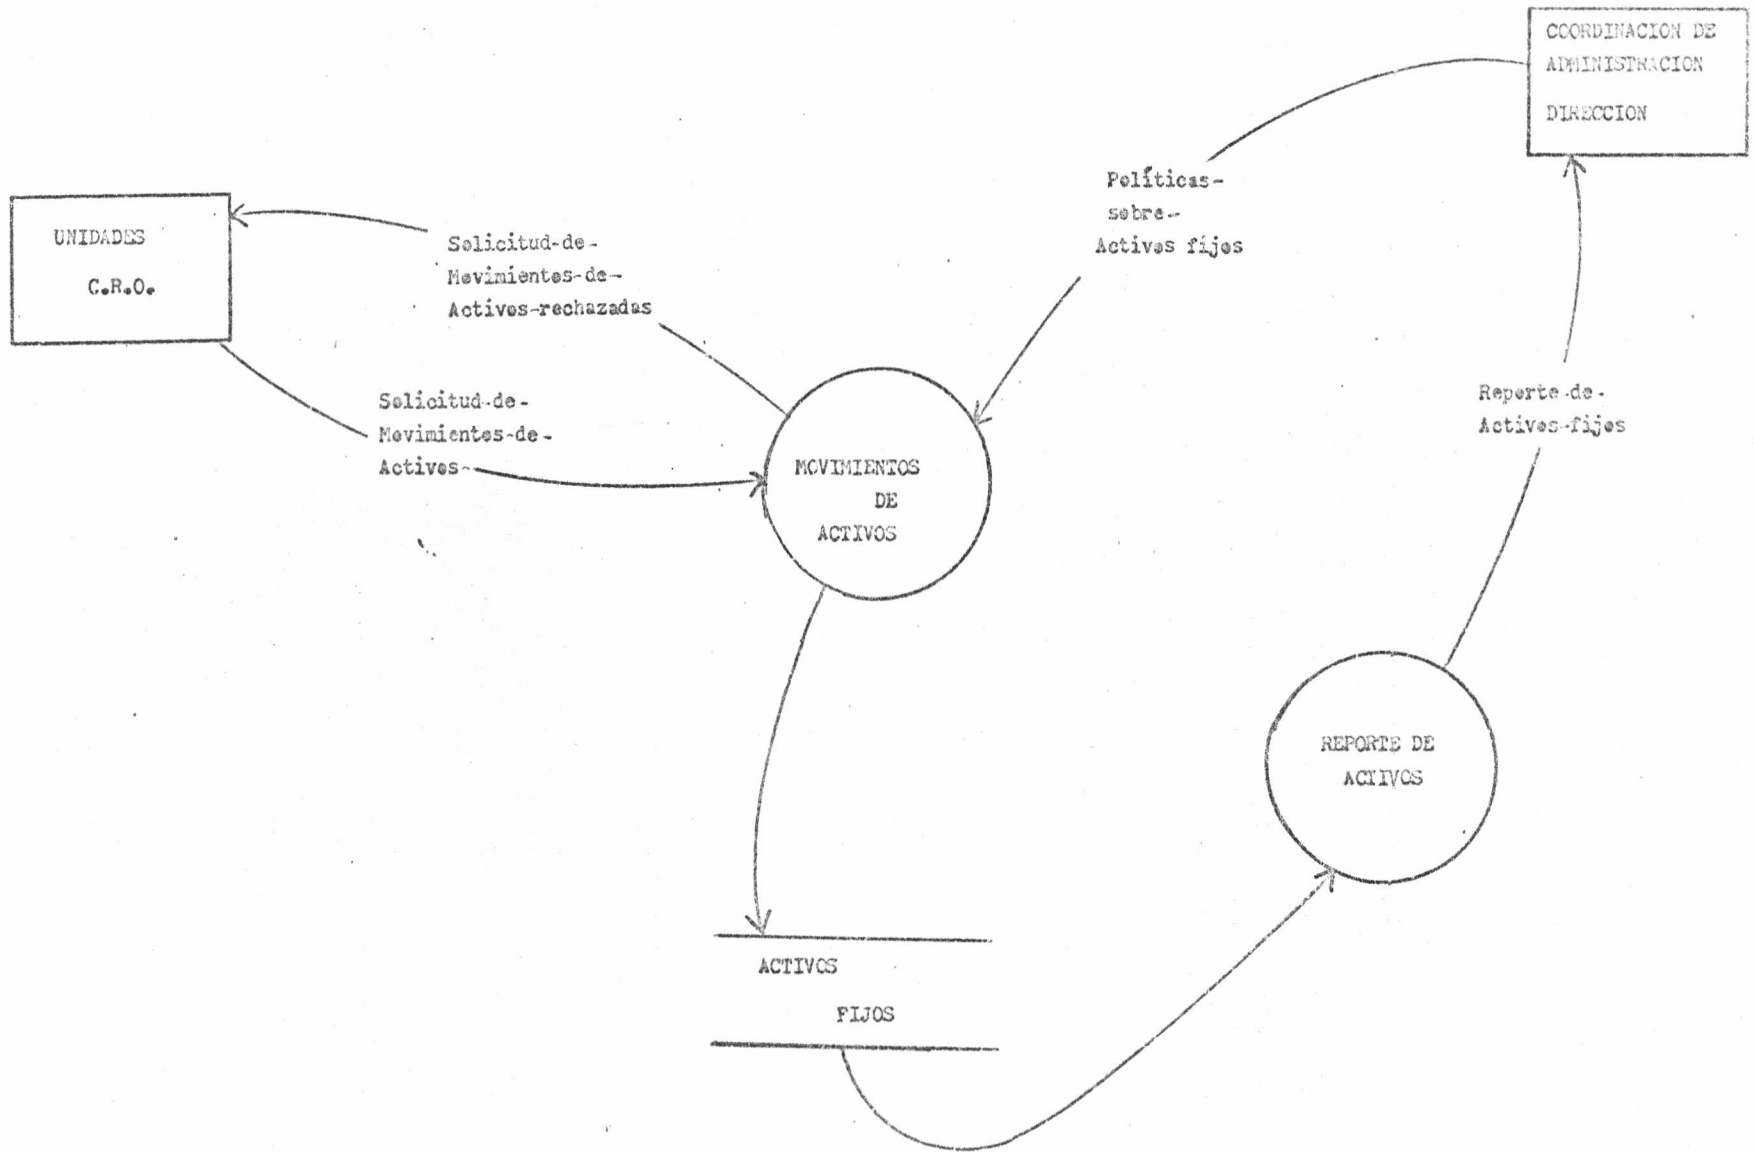 COORDINACION DE
ADMINISTRACION
DIRECCION
Políticas-
sobre-
Activos fijos
UNIDADES
C.R.O.
Solicitud-de-
Movimientos-de-
Activos-rechazadas
Solicitud-de-
Movimientos-de-
Activos-
Reporte-de-
Activos-fijos
MOVIMIENTOS
DE
ACTIVOS
REPORTE DE
ACTIVOS
ACTIVOS
FIJOS